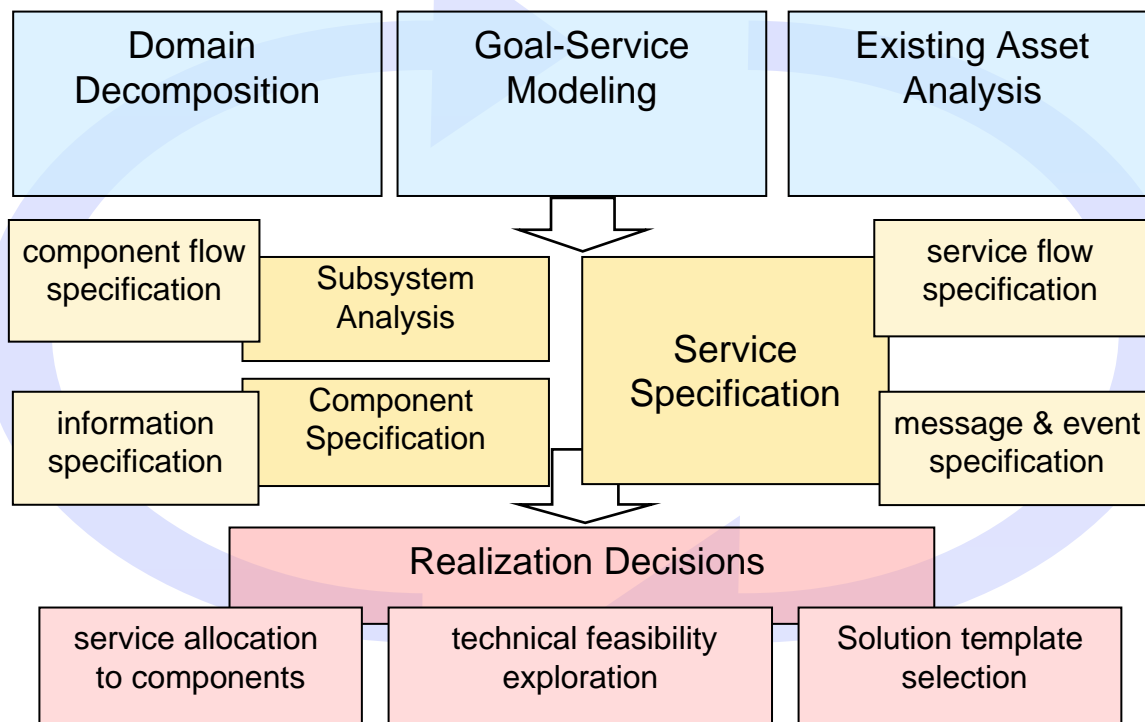 Domain
Decomposition
Goal-Service
Modeling
Existing Asset
Analysis
component flow
specification
Subsystem
Analysis
Service
Specification
service flow
specification
information
specification
Component
Specification
message & event
specification
Realization Decisions
service allocation
to components
technical feasibility
exploration
Solution template
selection